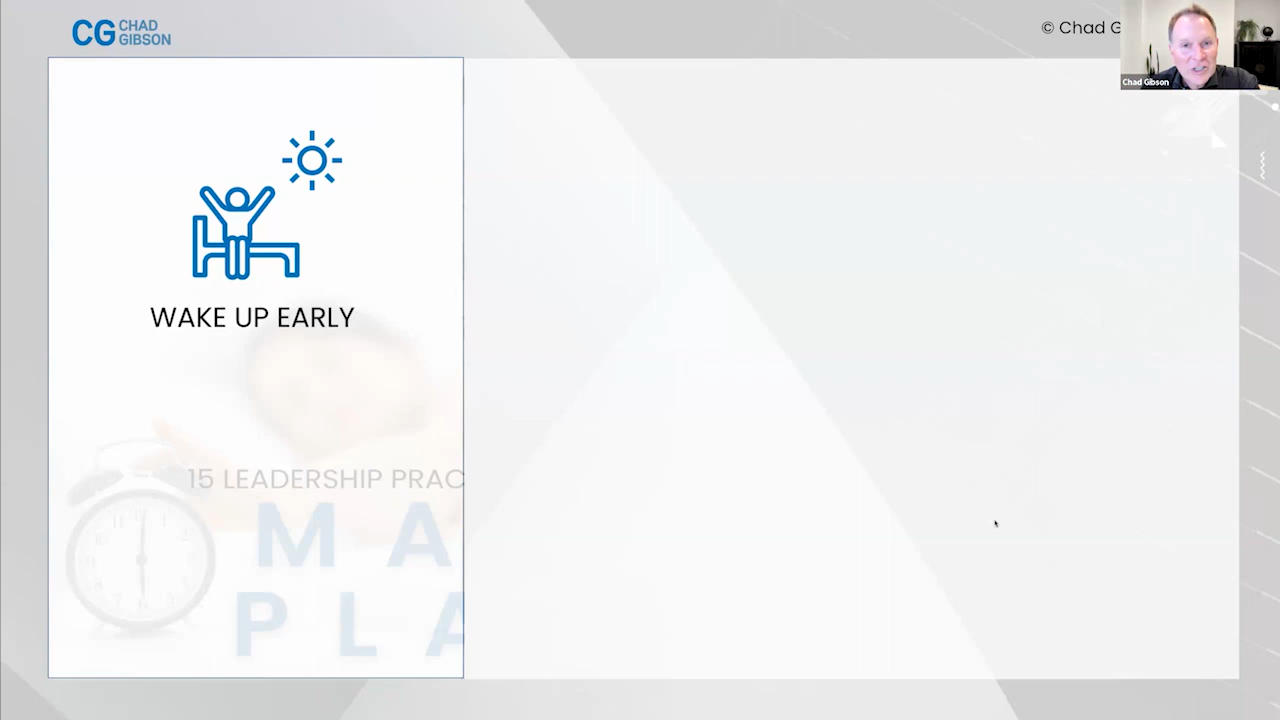 CG CHAD
GIBSON
© Chad G
Chad Gibson
WAKE UP EARLY
15 LEADERSHIP PRAC
M A
P L A